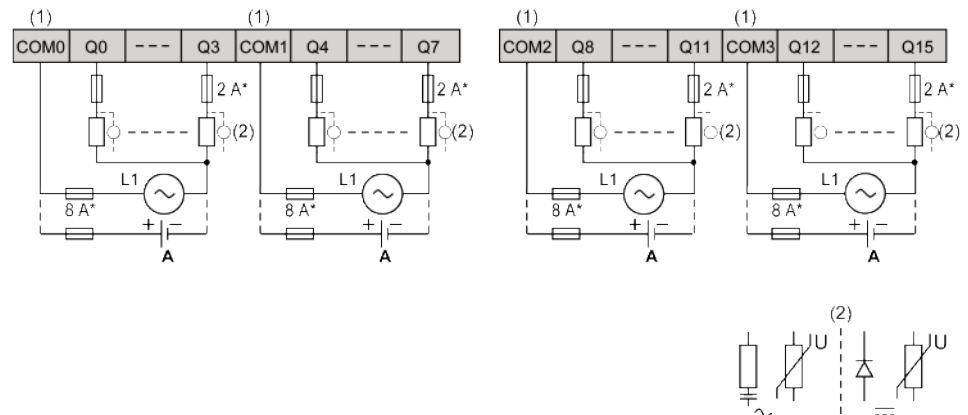 (1) (1) (1) (1)
COM0 Q0 --- Q3 COM1 Q4 --- Q7 COM2 Q8 --- Q11 COM3 Q12 --- Q15
2 A* 2 A* 2 A* 2 A*
(2) (2) (2) (2)
L1 L1 L1 L1
8 A* 8 A* 8 A* 8 A*
+ − + − + − + −
A A A A
(2)
U U